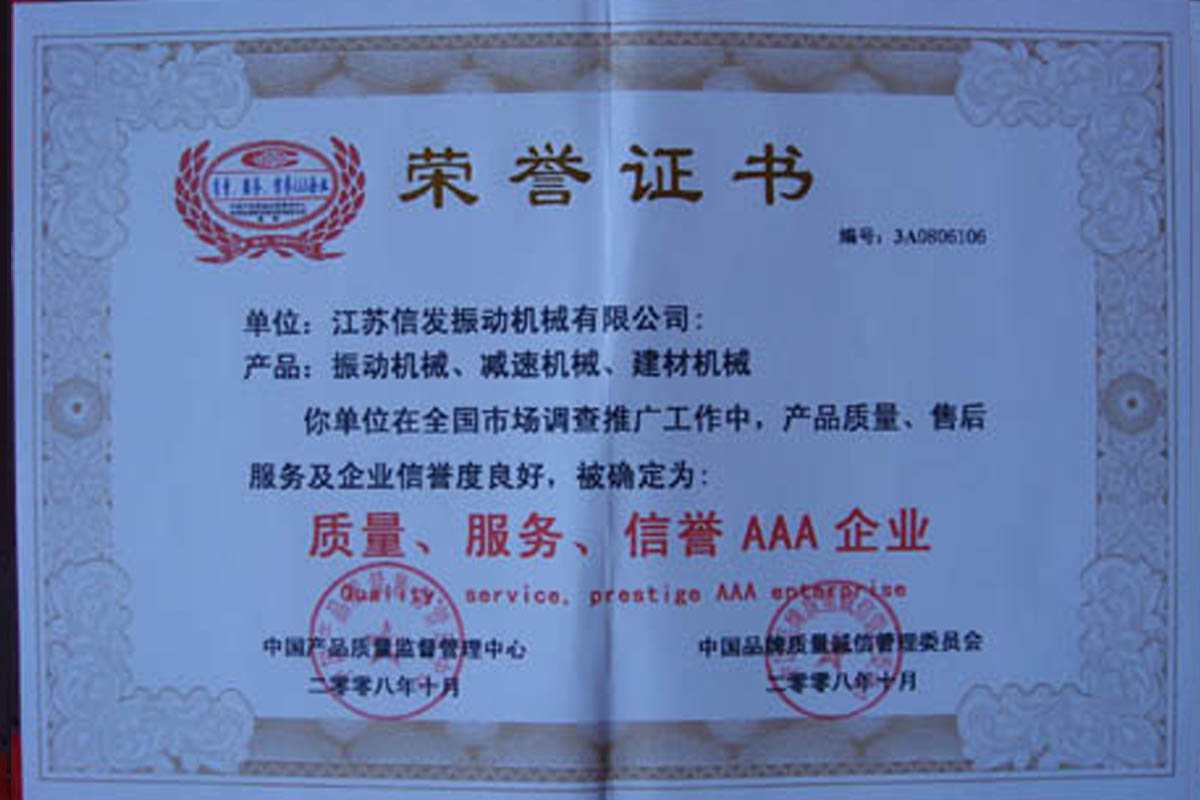 荣誉证书
编号：3A0806106
单位：江苏信发振动机械有限公司：
产品：振动机械、减速机械、建材机械
你单位在全国市场调查推广工作中，产品质量、售后
服务及企业信誉度良好，被确定为：
质量、服务、信誉 AAA 企业
Quality, service, prestige AAA enterprise
中国产品质量监督管理中心
中国品牌质量誠信管理委员会
二零零八年十月
二零零八年十月